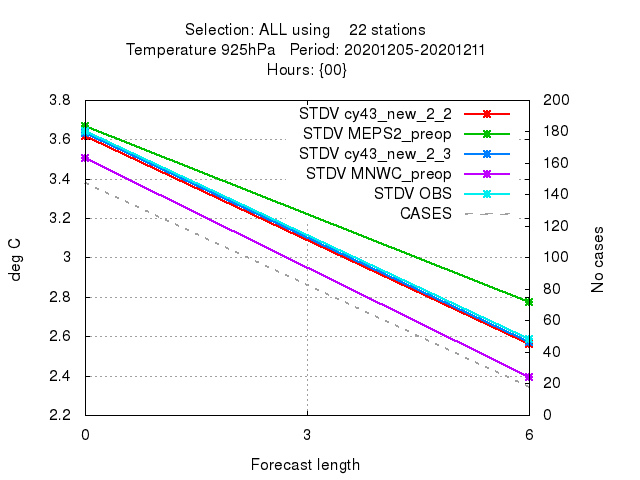 Selection: ALL using 22 stations
Temperature 925hPa Period: 20201205-20201211
Hours: {00}
3.8
3.6
3.4
3.2
3
2.8
2.6
2.4
2.2
deg C
STDV cy43_new_2_2
STDV MEPS2_preop
STDV cy43_new_2_3
STDV MNWC_preop
STDV OBS
CASES
200
180
160
140
120
100
80
60
40
20
0
No cases
0 3 6
Forecast length